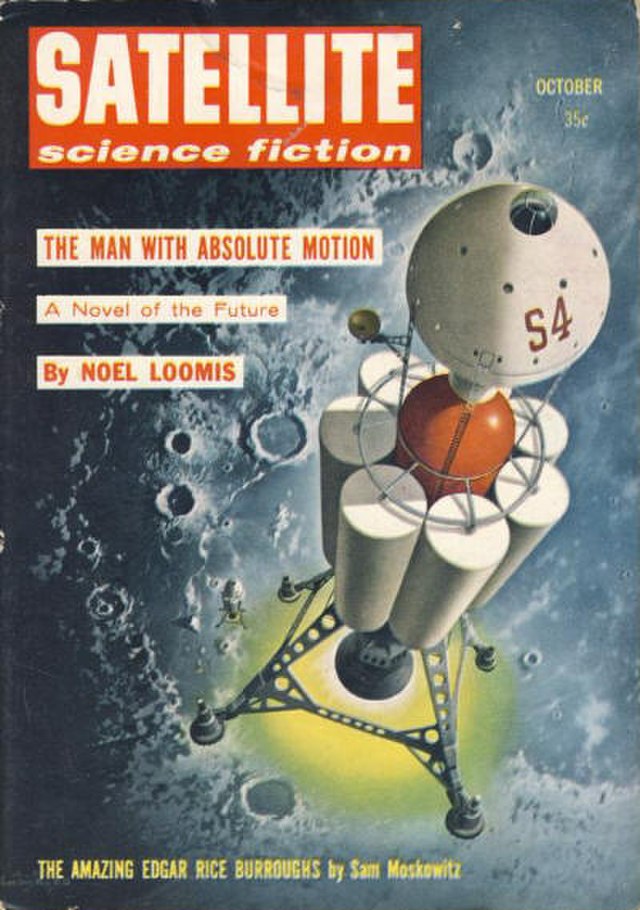 SATELLITE
science fiction
OCTOBER
35¢
THE MAN WITH ABSOLUTE MOTION
A Novel of the Future
By NOEL LOOMIS
S4
THE AMAZING EDGAR RICE BURROUGHS by Sam Moskowitz